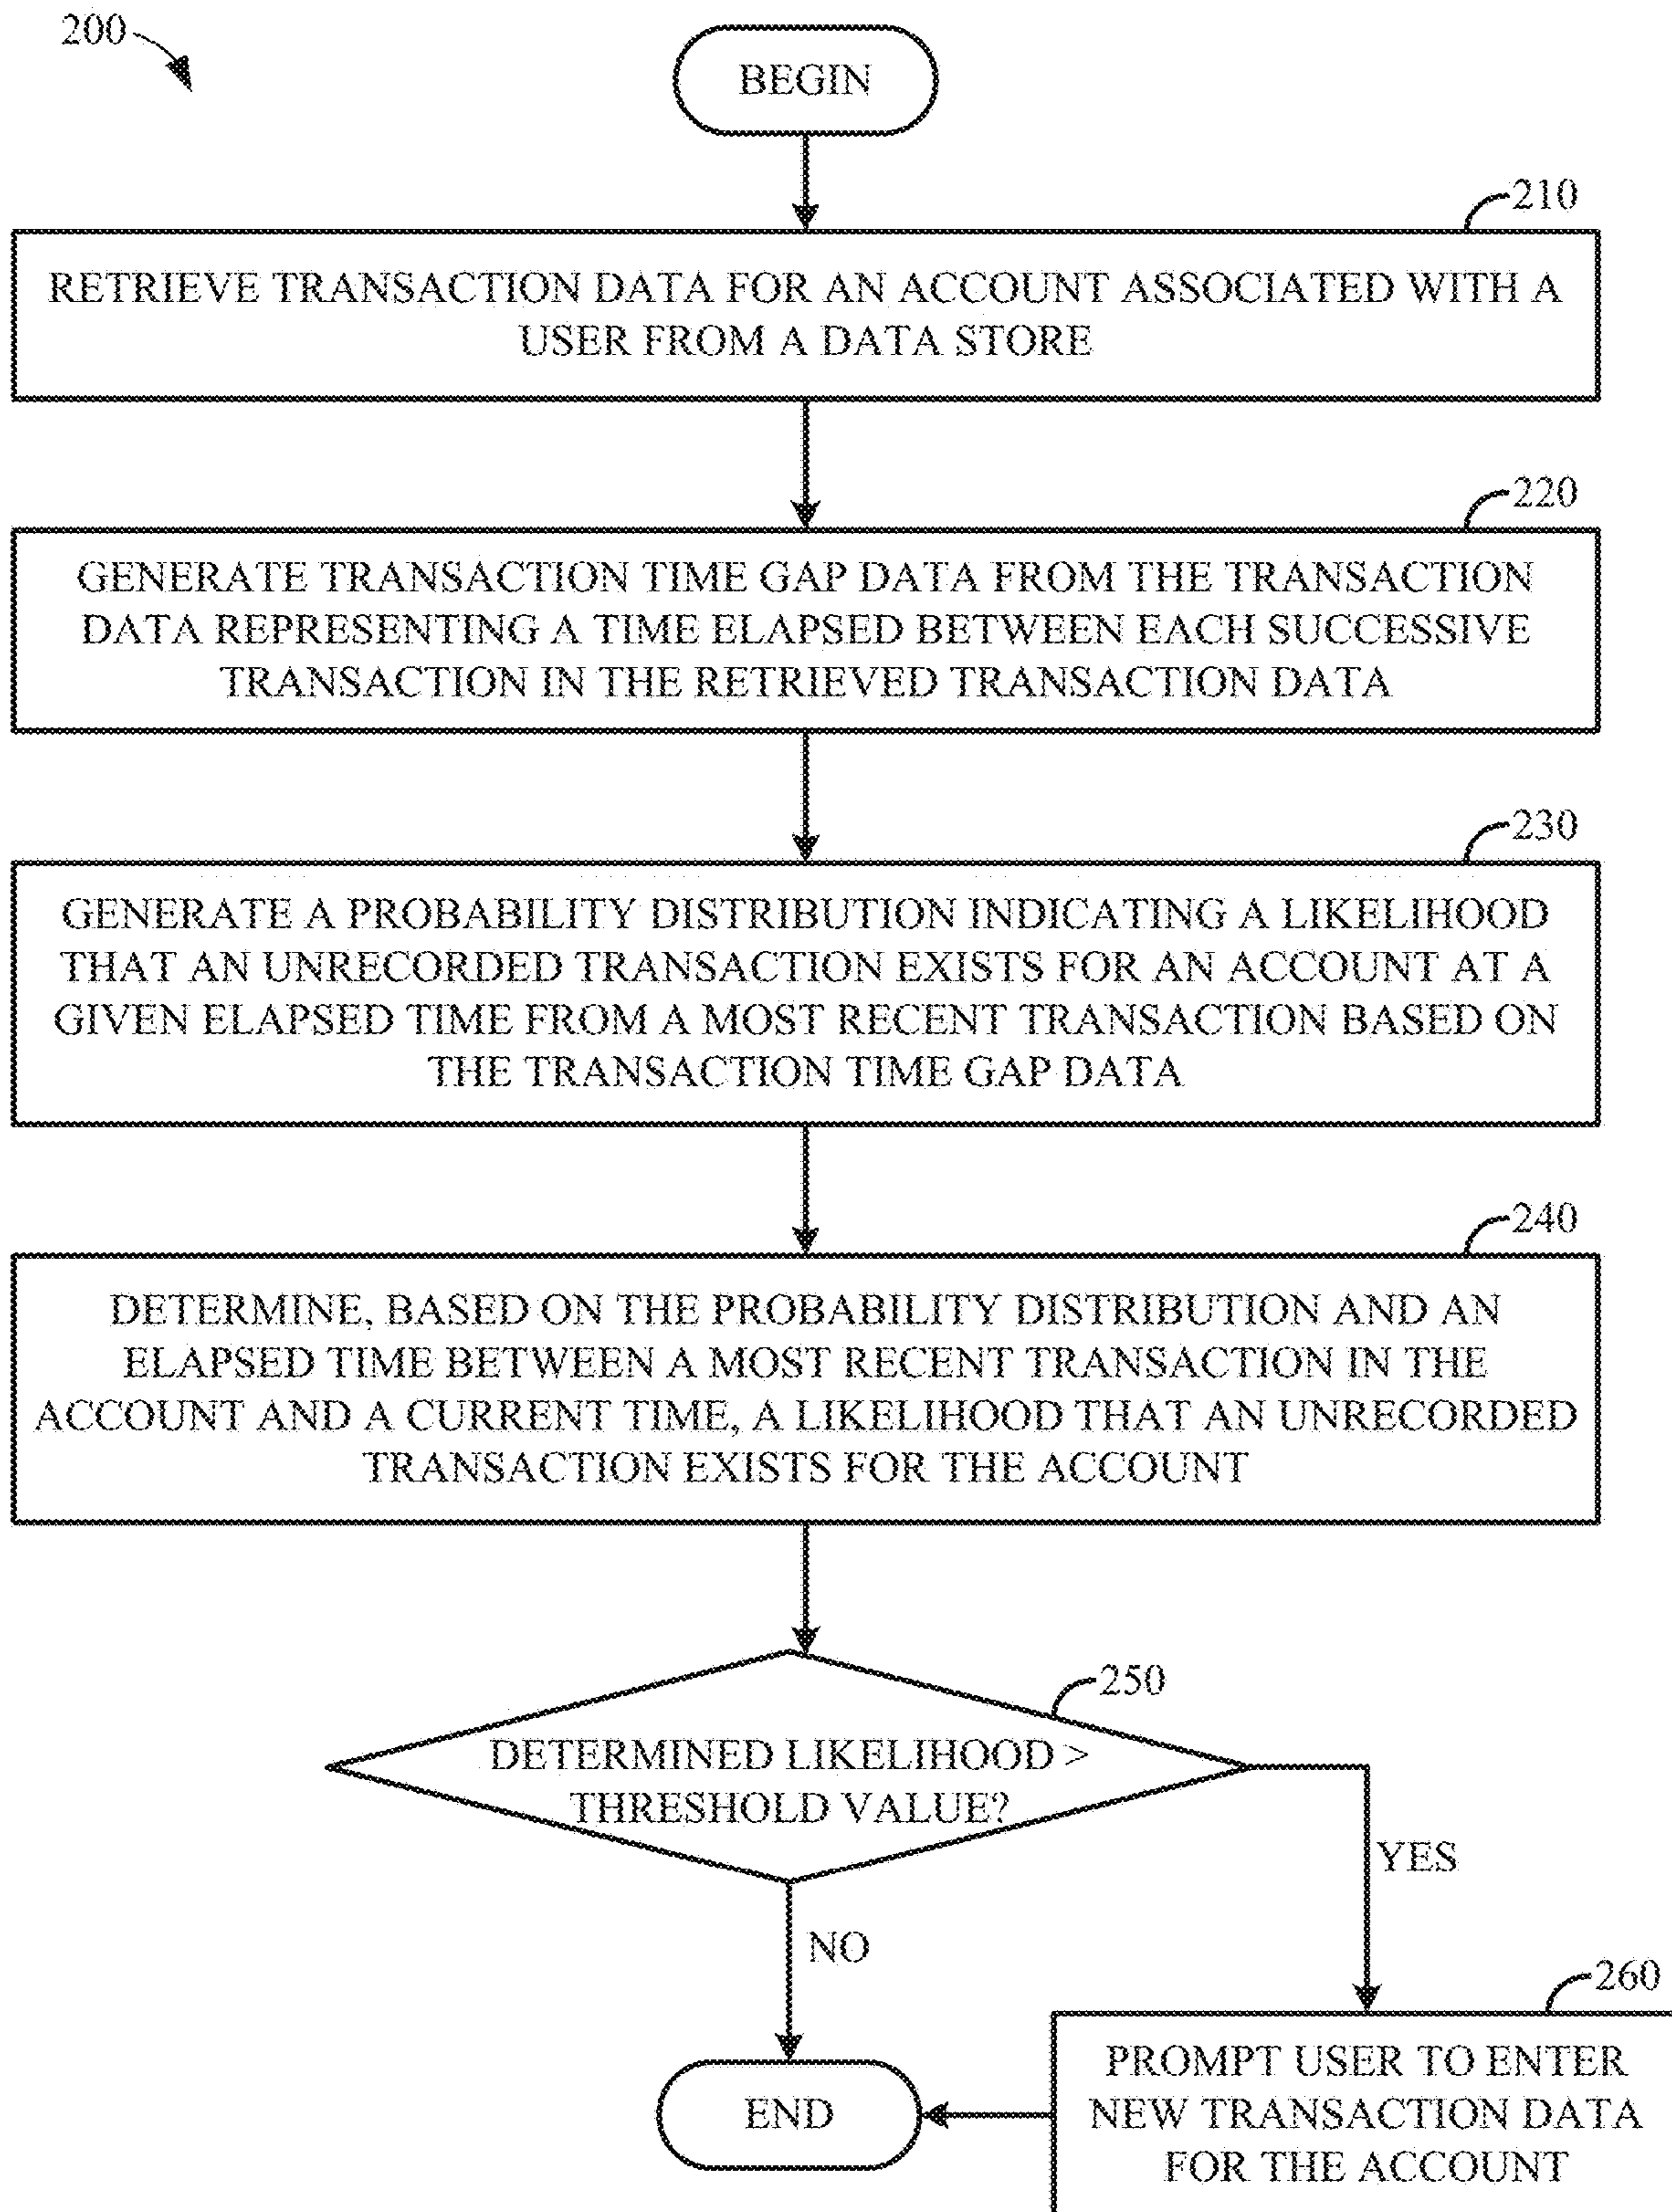 200
BEGIN
210
RETRIEVE TRANSACTION DATA FOR AN ACCOUNT ASSOCIATED WITH A
USER FROM A DATA STORE
220
GENERATE TRANSACTION TIME GAP DATA FROM THE TRANSACTION
DATA REPRESENTING A TIME ELAPSED BETWEEN EACH SUCCESSIVE
TRANSACTION IN THE RETRIEVED TRANSACTION DATA
230
GENERATE A PROBABILITY DISTRIBUTION INDICATING A LIKELIHOOD
THAT AN UNRECORDED TRANSACTION EXISTS FOR AN ACCOUNT AT A
GIVEN ELAPSED TIME FROM A MOST RECENT TRANSACTION BASED ON
THE TRANSACTION TIME GAP DATA
240
DETERMINE, BASED ON THE PROBABILITY DISTRIBUTION AND AN
ELAPSED TIME BETWEEN A MOST RECENT TRANSACTION IN THE
ACCOUNT AND A CURRENT TIME, A LIKELIHOOD THAT AN UNRECORDED
TRANSACTION EXISTS FOR THE ACCOUNT
250
DETERMINED LIKELIHOOD >
THRESHOLD VALUE?
YES
NO
260
PROMPT USER TO ENTER
NEW TRANSACTION DATA
FOR THE ACCOUNT
END